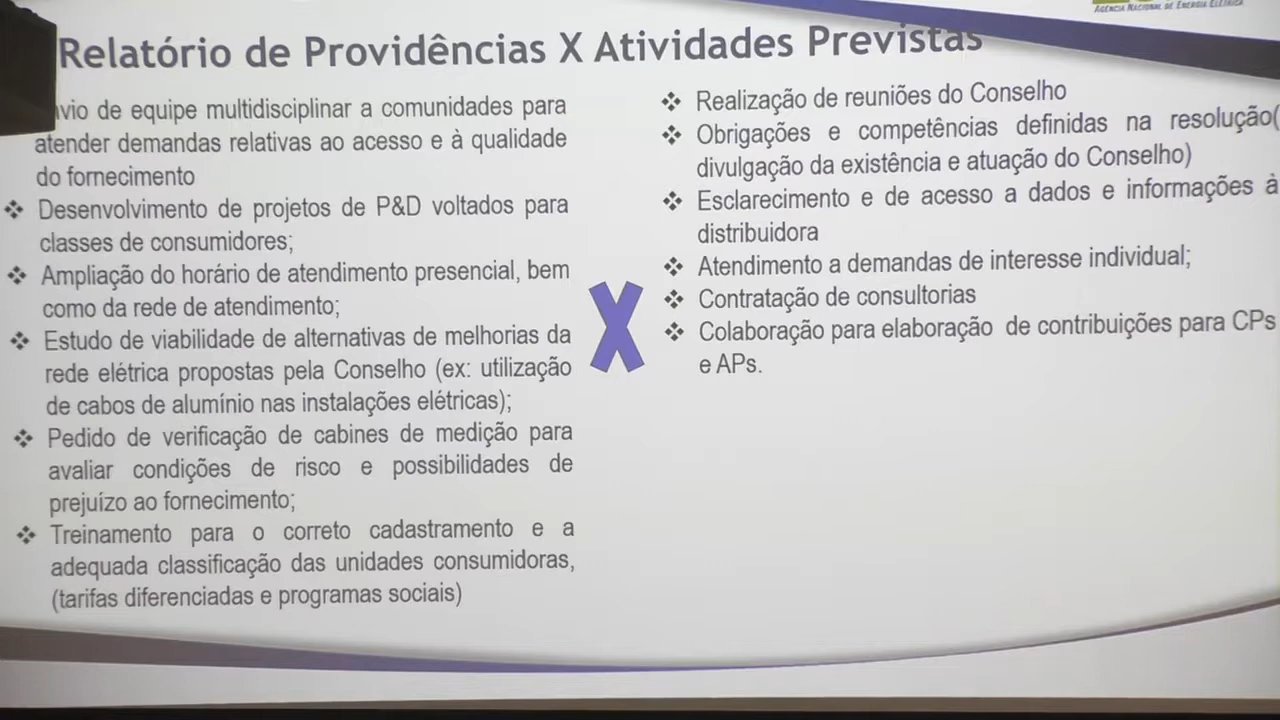 AGÊNCIA NACIONAL DE ENERGIA ELÉTRICA
Relatório de Providências X Atividades Previstas
de equipe multidisciplinar a comunidades para
atender demandas relativas ao acesso e à qualidade
do fornecimento
❖ Desenvolvimento de projetos de P&D voltados para
classes de consumidores;
❖ Ampliação do horário de atendimento presencial, bem
como da rede de atendimento;
❖ Estudo de viabilidade de alternativas de melhorias da
rede elétrica propostas pela Conselho (ex: utilização
de cabos de alumínio nas instalações elétricas);
❖ Pedido de verificação de cabines de medição para
avaliar condições de risco e possibilidades de
prejuízo ao fornecimento;
❖ Treinamento para o correto cadastramento e a
adequada classificação das unidades consumidoras,
(tarifas diferenciadas e programas sociais)
X
❖ Realização de reuniões do Conselho
❖ Obrigações e competências definidas na resolução(
divulgação da existência e atuação do Conselho)
❖ Esclarecimento e de acesso a dados e informações à
distribuidora
❖ Atendimento a demandas de interesse individual;
❖ Contratação de consultorias
❖ Colaboração para elaboração de contribuições para CPs
e APs.